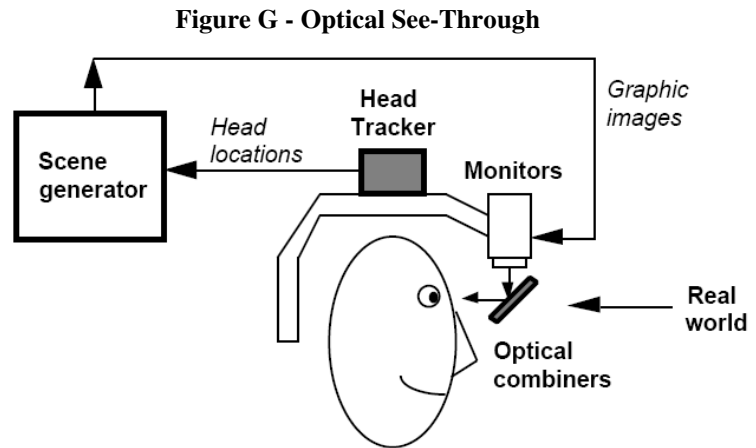 Figure G - Optical See-Through
Graphic
images
Head
Tracker
Head
locations
Monitors
Scene
generator
Real
world
Optical
combiners